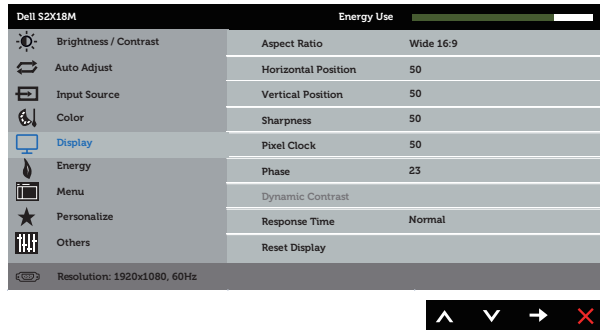 Dell S2X18M Energy Use
Brightness / Contrast
Auto Adjust
Input Source
Color
Display
Energy
Menu
Personalize
Others
Aspect Ratio Wide 16:9
Horizontal Position 50
Vertical Position 50
Sharpness 50
Pixel Clock 50
Phase 23
Dynamic Contrast
Response Time Normal
Reset Display
Resolution: 1920x1080, 60Hz